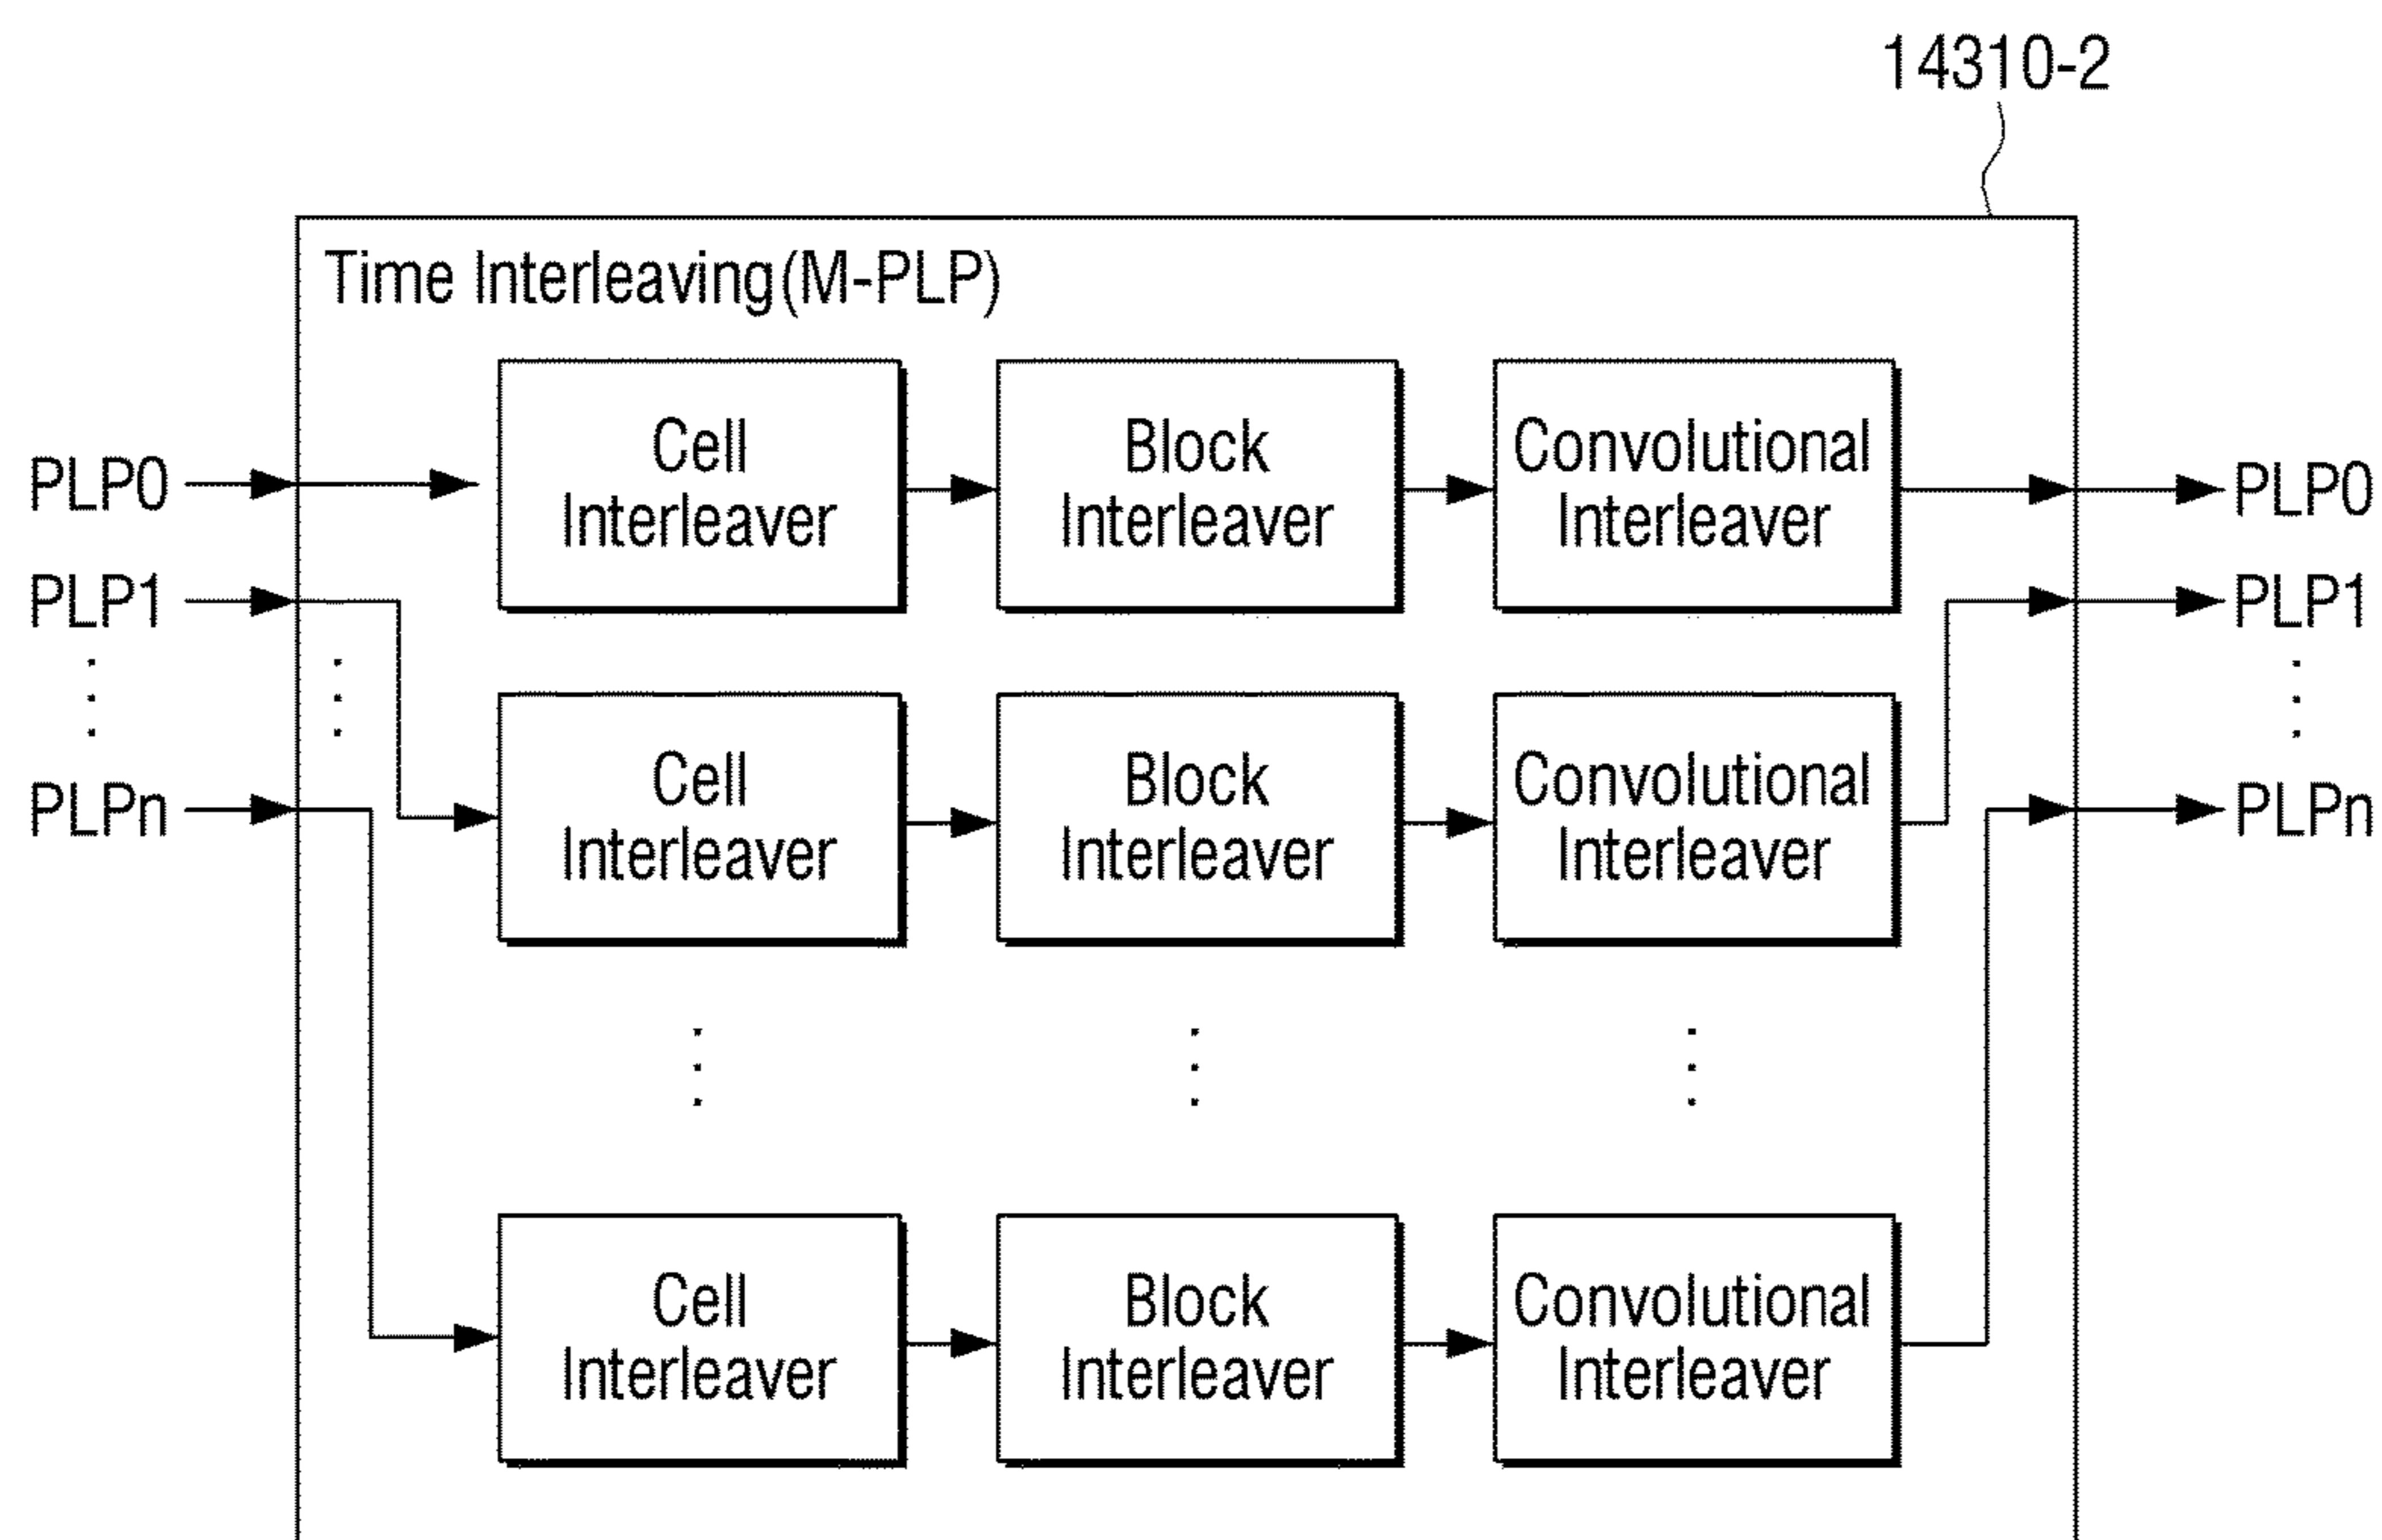 14310-2
Time Interleaving(M-PLP)
PLP0
Cell
Interleaver
Block
Interleaver
Convolutional
Interleaver
PLP0
PLP1
PLP1
PLPn
Cell
Interleaver
Block
Interleaver
Convolutional
Interleaver
PLPn
Cell
Interleaver
Block
Interleaver
Convolutional
Interleaver